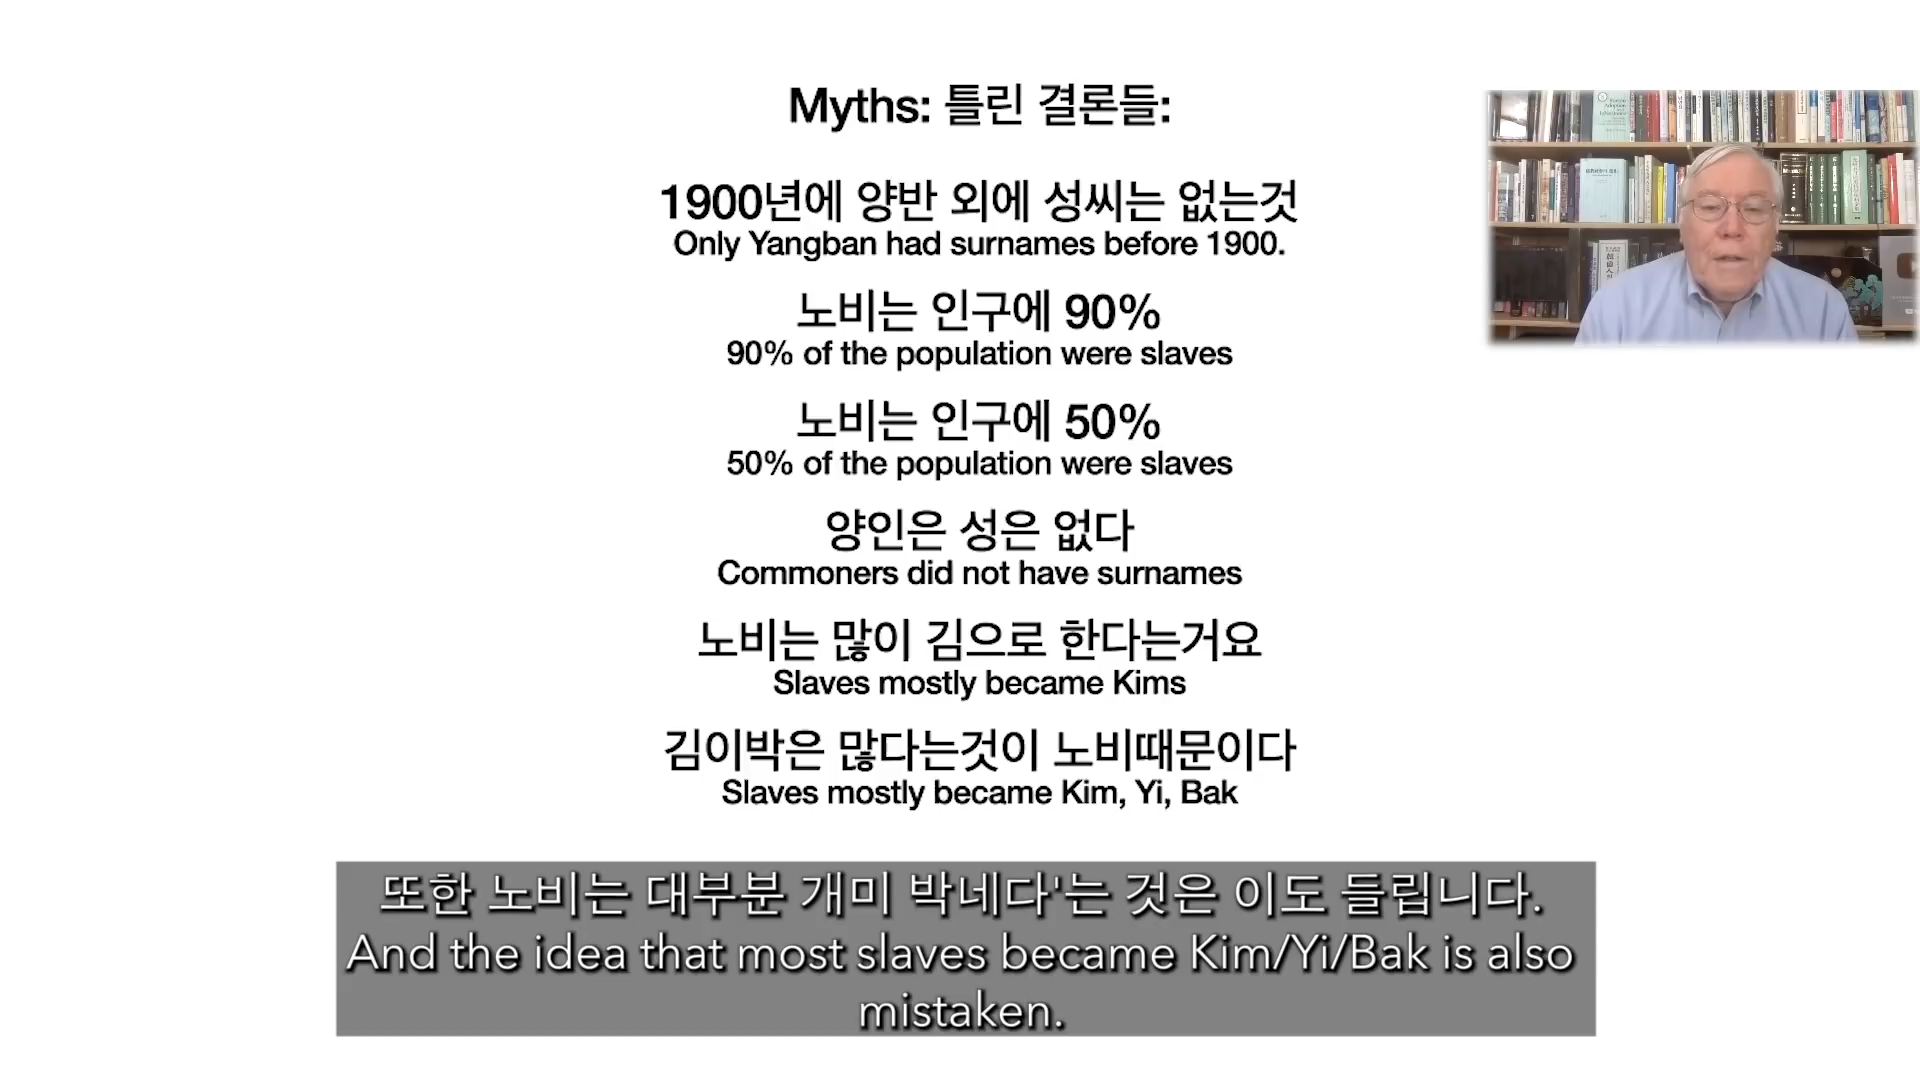 Myths: 틀린 결론들:
1900년에 양반 외에 성씨는 없는것
Only Yangban had surnames before 1900.
노비는 인구에 90%
90% of the population were slaves
노비는 인구에 50%
50% of the population were slaves
양인은 성은 없다
Commoners did not have surnames
노비는 많이 김으로 한다는거요
Slaves mostly became Kims
김이박은 많다는것이 노비때문이다
Slaves mostly became Kim, Yi, Bak
또한 노비는 대부분 개미 박네다'는 것은 이도 들립니다.
And the idea that most slaves became Kim/Yi/Bak is also
mistaken.